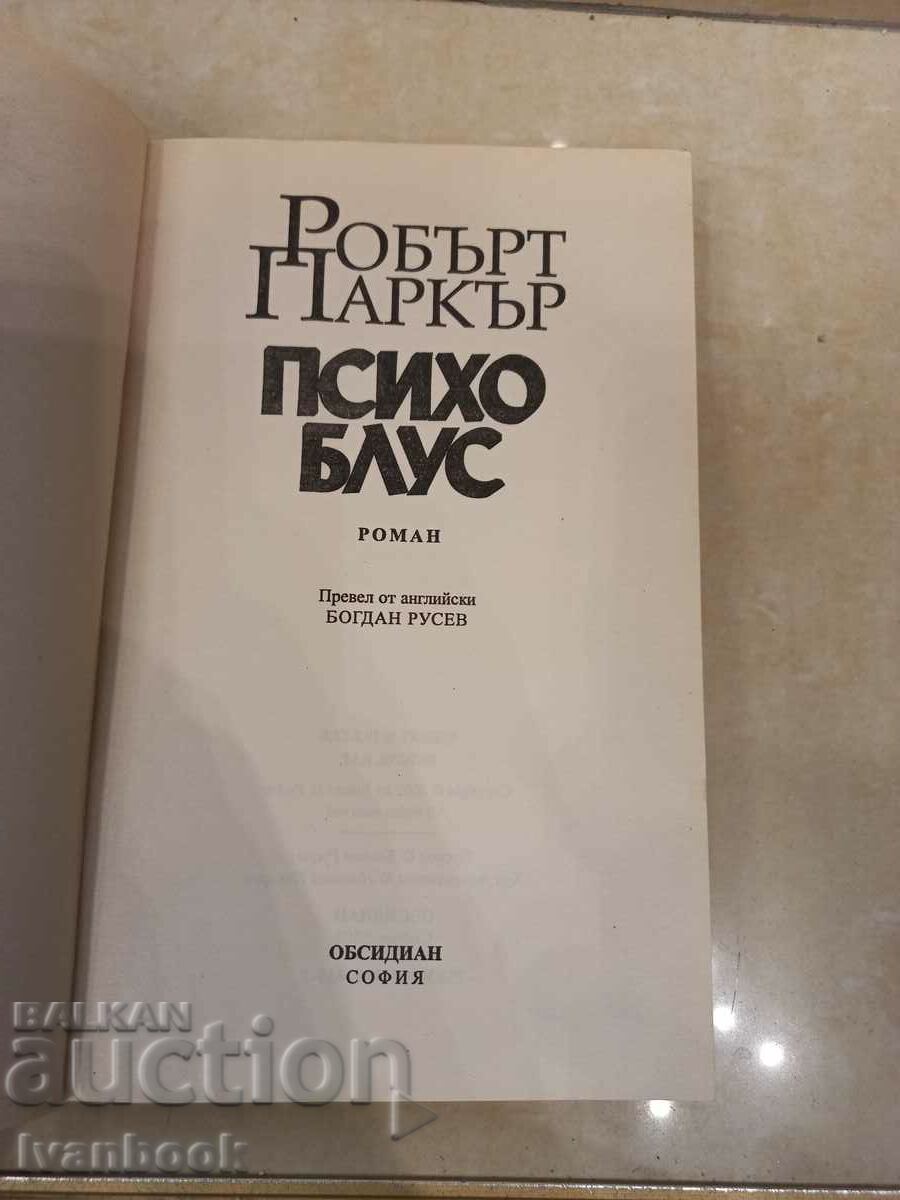 РОБЪРТ
ПАРКЪР
ПСИХО
БЛУС
РОМАН
Превел от английски
БОГДАН РУСЕВ
ОБСИДИАН
СОФИЯ
BALKAN
auction
Ivanbook